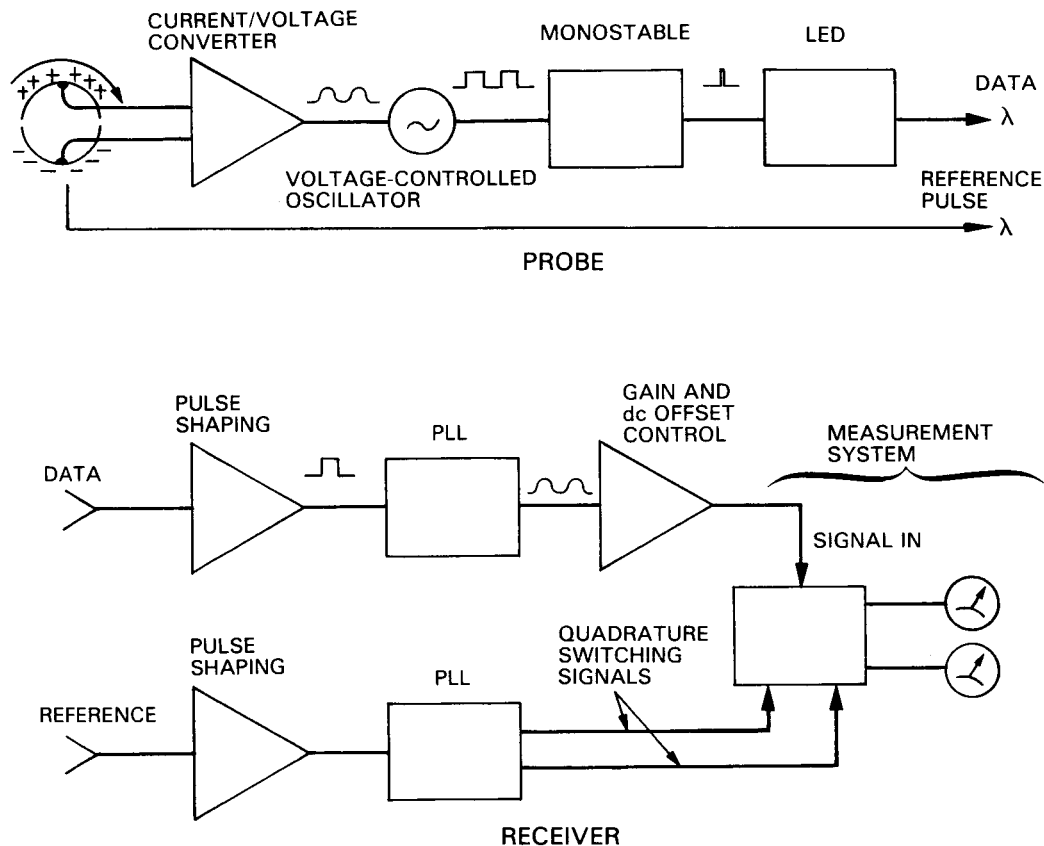 CURRENT/VOLTAGE
CONVERTER
MONOSTABLE
LED
DATA
λ
VOLTAGE-CONTROLLED
OSCILLATOR
REFERENCE
PULSE
λ
PROBE
PULSE
SHAPING
PLL
GAIN AND
dc OFFSET
CONTROL
MEASUREMENT
SYSTEM
DATA
SIGNAL IN
PULSE
SHAPING
PLL
QUADRATURE
SWITCHING
SIGNALS
REFERENCE
RECEIVER